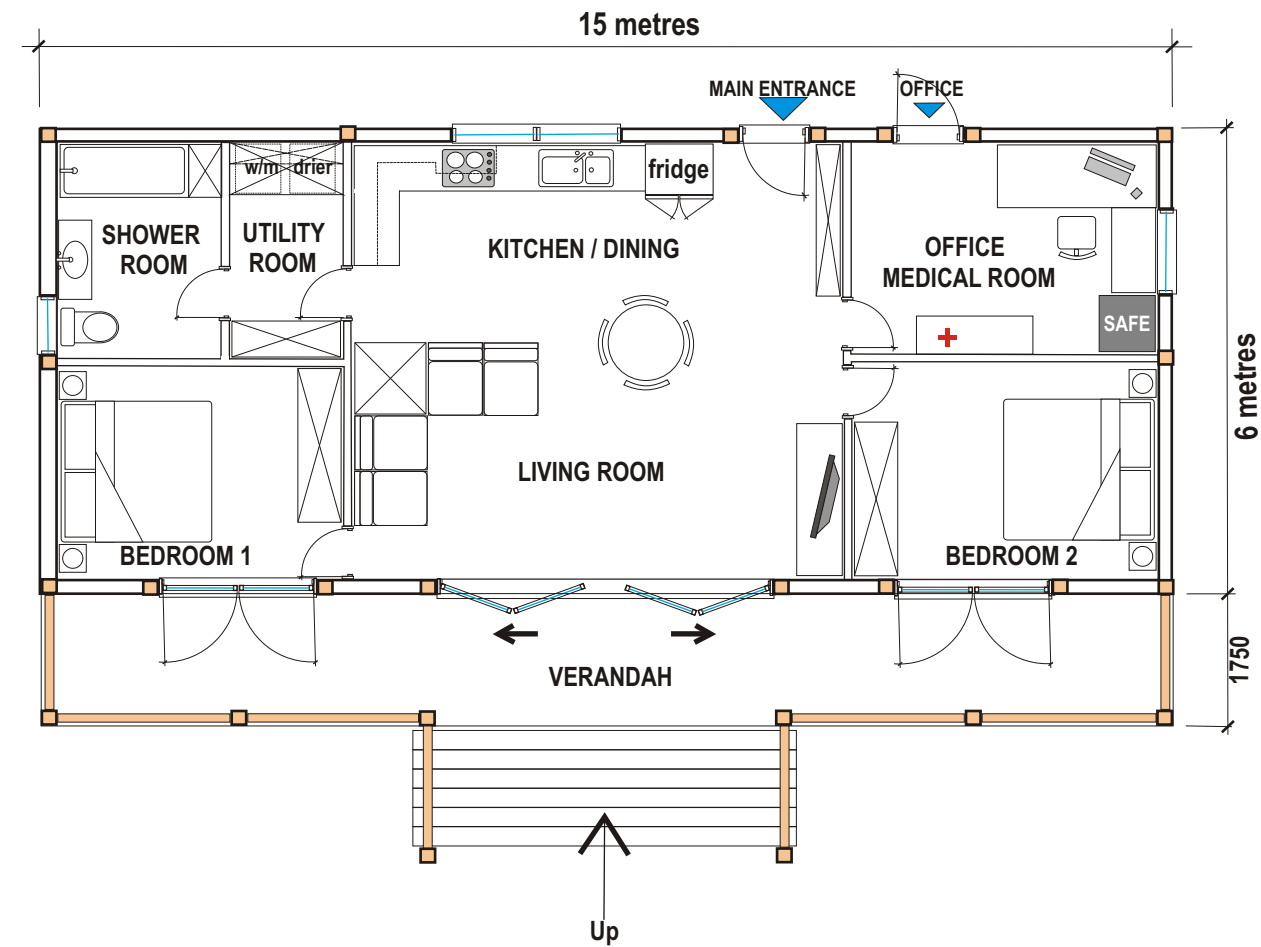 15 metres
MAIN ENTRANCE
OFFICE
w/m drier
fridge
SHOWER
ROOM
UTILITY
ROOM
KITCHEN / DINING
OFFICE
MEDICAL ROOM
SAFE
6 metres
LIVING ROOM
BEDROOM 1
BEDROOM 2
VERANDAH
1750
Up